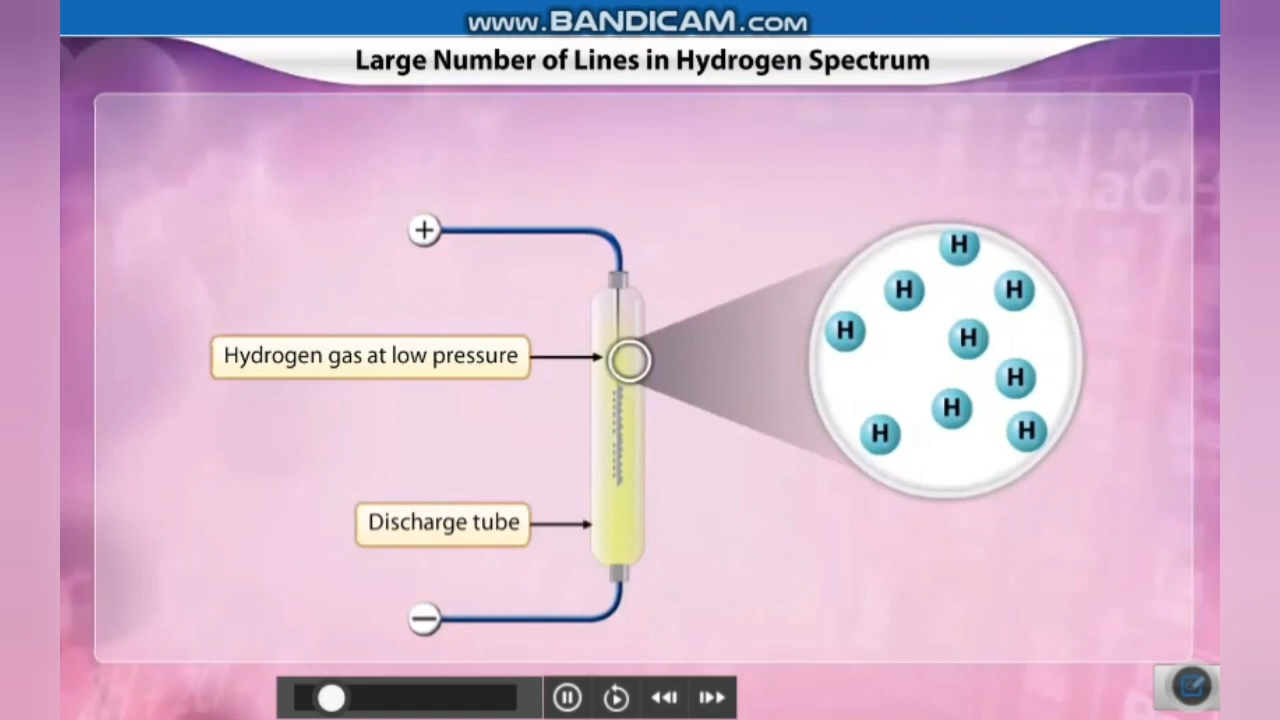 www.BANDICAM.com
Large Number of Lines in Hydrogen Spectrum
+
H
H
H
H
H
Hydrogen gas at low pressure
H
H
H
H
Discharge tube
−